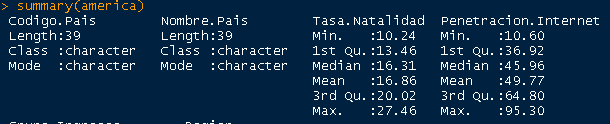 > summary(america)
Codigo.Pais Nombre.Pais Tasa.Natalidad Penetracion.Internet
Length:39 Length:39 Min. :10.24 Min. :10.60
Class :character Class :character 1st Qu.:13.46 1st Qu.:36.92
Mode :character Mode :character Median :16.31 Median :45.96
Mean :16.86 Mean :49.77
3rd Qu.:20.02 3rd Qu.:64.80
Max. :27.46 Max. :95.30